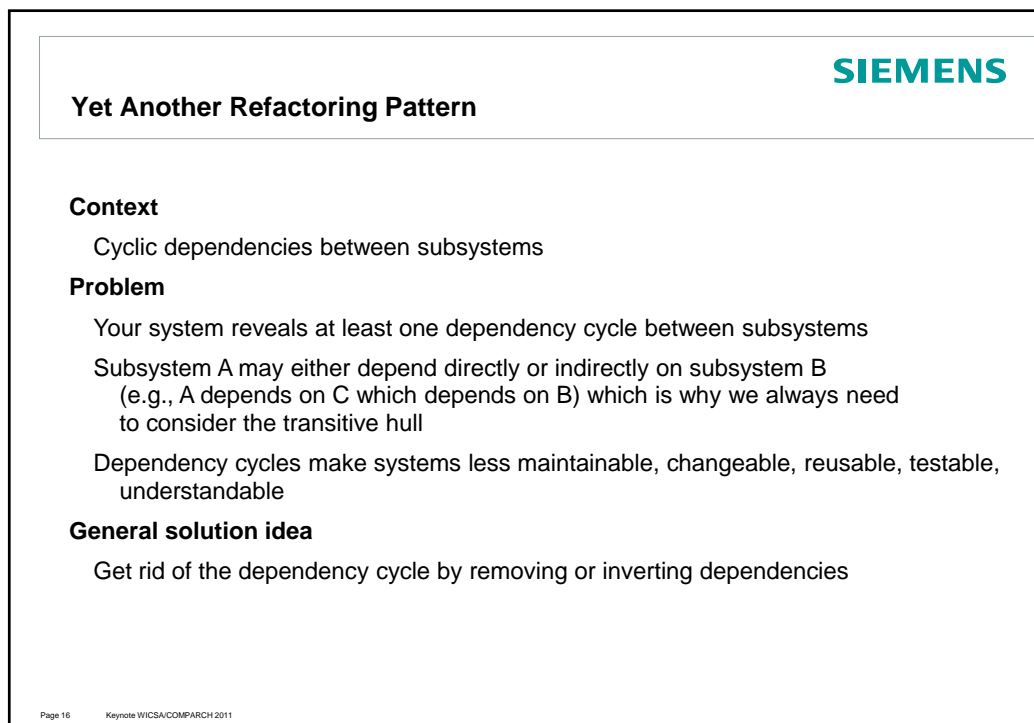 SIEMENS
Yet Another Refactoring Pattern
Context
Cyclic dependencies between subsystems
Problem
Your system reveals at least one dependency cycle between subsystems
Subsystem A may either depend directly or indirectly on subsystem B
(e.g., A depends on C which depends on B) which is why we always need
to consider the transitive hull
Dependency cycles make systems less maintainable, changeable, reusable, testable,
understandable
General solution idea
Get rid of the dependency cycle by removing or inverting dependencies
Page 16 Keynote WICSA/COMPARCH 2011